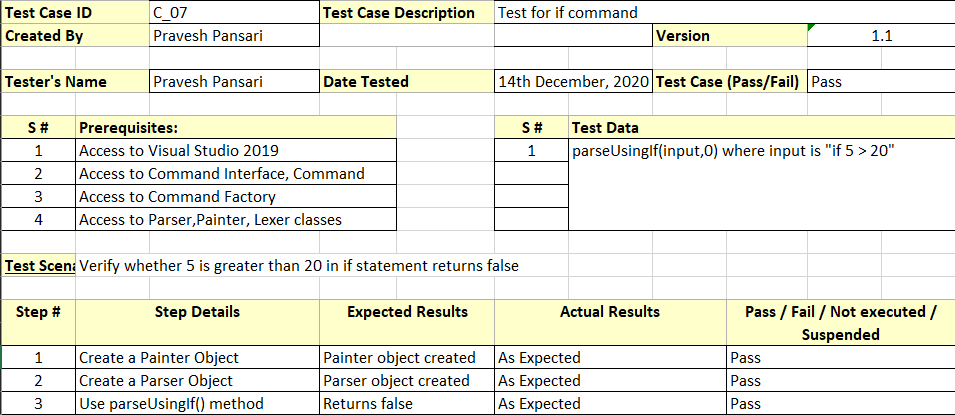 Test Case ID C_07 Test Case Description Test for if command
Created By Pravesh Pansari Version 1.1
Tester's Name Pravesh Pansari Date Tested 14th December, 2020 Test Case (Pass/Fail) Pass
S # Prerequisites: S # Test Data
1 Access to Visual Studio 2019 1 parseUsingIf(input,0) where input is "if 5 > 20"
2 Access to Command Interface, Command
3 Access to Command Factory
4 Access to Parser,Painter, Lexer classes
Test Scena Verify whether 5 is greater than 20 in if statement returns false
Step # Step Details Expected Results Actual Results Pass / Fail / Not executed /
Suspended
1 Create a Painter Object Painter object created As Expected Pass
2 Create a Parser Object Parser object created As Expected Pass
3 Use parseUsingIf() method Returns false As Expected Pass